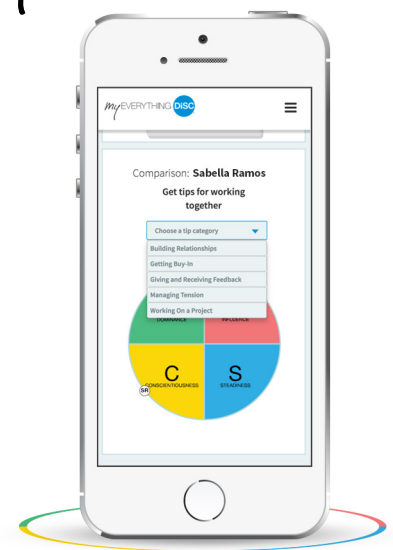 my EVERYTHING DiSC
Comparison: Sabella Ramos
Get tips for working
together
Choose a tip category
Building Relationships
Getting Buy-In
Giving and Receiving Feedback
Managing Tension
Working On a Project
DOMINANCE INFLUENCE
C S
CONSCIENTIOUSNESS STEADINESS
SR